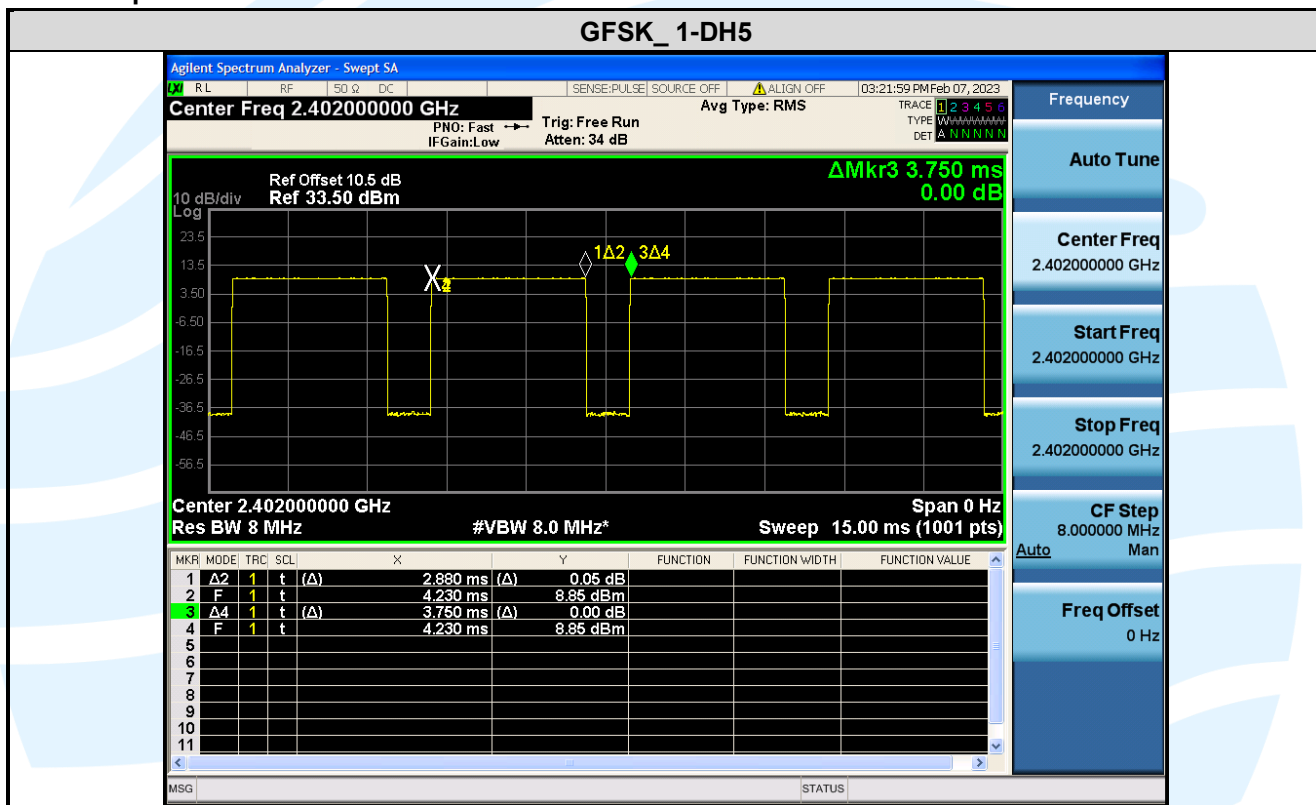 GFSK_ 1-DH5
Agilent Spectrum Analyzer - Swept SA
LXI RL RF 50 Ω DC SENSE:PULSE SOURCE OFF ALIGN OFF 03:21:59 PM Feb 07, 2023
Center Freq 2.402000000 GHz
PNO: Fast
IFGain:Low
Trig: Free Run
Atten: 34 dB
Avg Type: RMS
TRACE 1 2 3 4 5 6
TYPE WWWWWW
DET A N N N N N
Ref Offset 10.5 dB
Ref 33.50 dBm
10 dB/div
Log
ΔMkr3 3.750 ms
0.00 dB
23.5
13.5
3.50
-6.50
-16.5
-26.5
-36.5
-46.5
-56.5
1Δ2 3Δ4
Center 2.402000000 GHz Span 0 Hz
Res BW 8 MHz #VBW 8.0 MHz* Sweep 15.00 ms (1001 pts)
MKR MODE TRC SCL X Y FUNCTION FUNCTION WIDTH FUNCTION VALUE
1 Δ2 1 t (Δ) 2.880 ms (Δ) 0.05 dB
2 F 1 t 4.230 ms 8.85 dBm
3 Δ4 1 t (Δ) 3.750 ms (Δ) 0.00 dB
4 F 1 t 4.230 ms 8.85 dBm
5
6
7
8
9
10
11
MSG STATUS
Frequency
Auto Tune
Center Freq
2.402000000 GHz
Start Freq
2.402000000 GHz
Stop Freq
2.402000000 GHz
CF Step
8.000000 MHz
Auto Man
Freq Offset
0 Hz